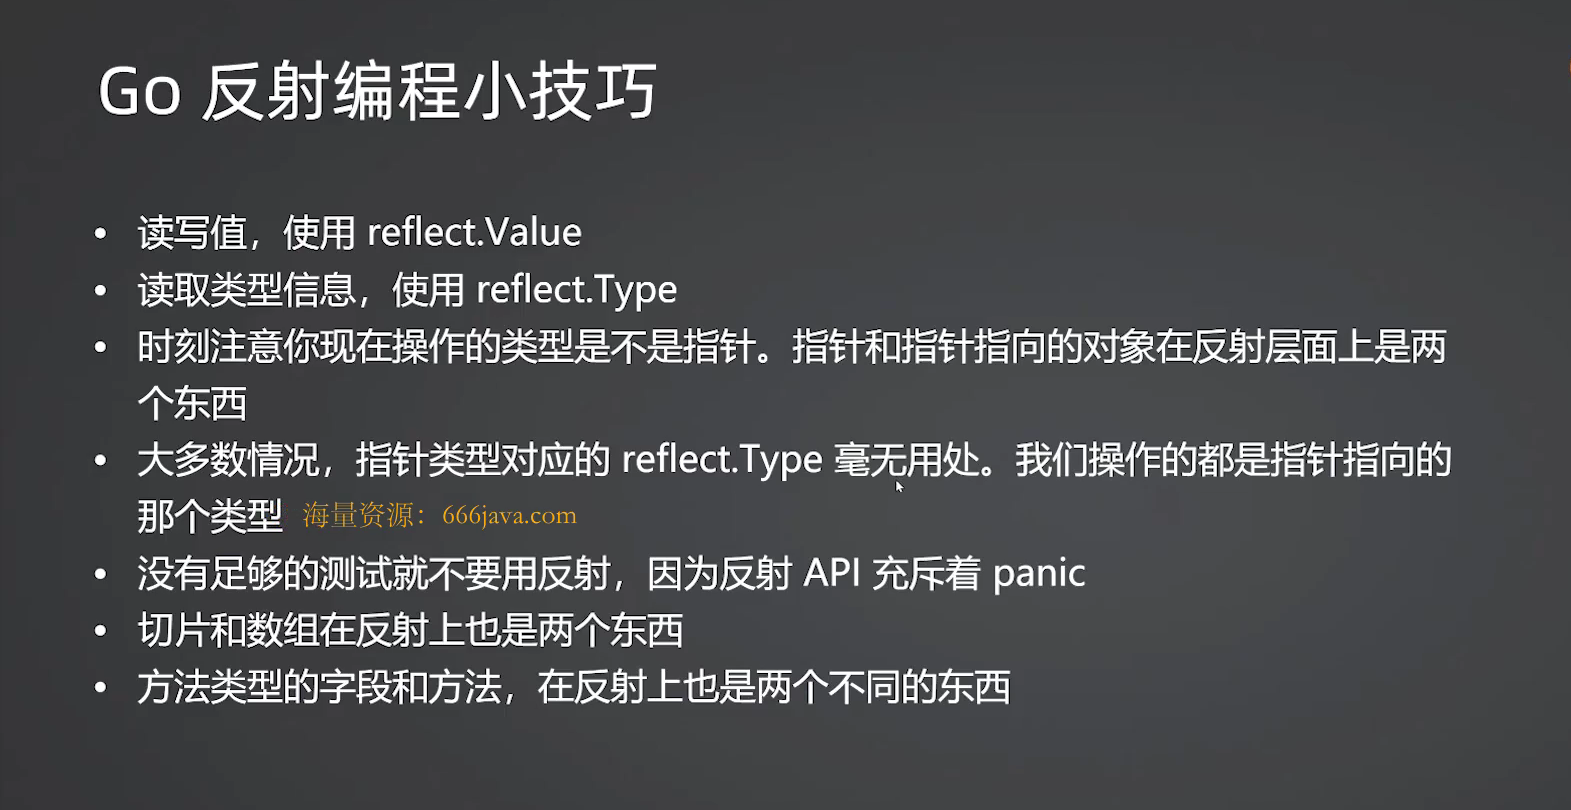 Go 反射编程小技巧
• 读写值，使用 reflect.Value
• 读取类型信息，使用 reflect.Type
• 时刻注意你现在操作的类型是不是指针。指针和指针指向的对象在反射层面上是两
个东西
• 大多数情况，指针类型对应的 reflect.Type 毫无用处。我们操作的都是指针指向的
那个类型 海量资源：666java.com
• 没有足够的测试就不要用反射，因为反射 API 充斥着 panic
• 切片和数组在反射上也是两个东西
• 方法类型的字段和方法，在反射上也是两个不同的东西